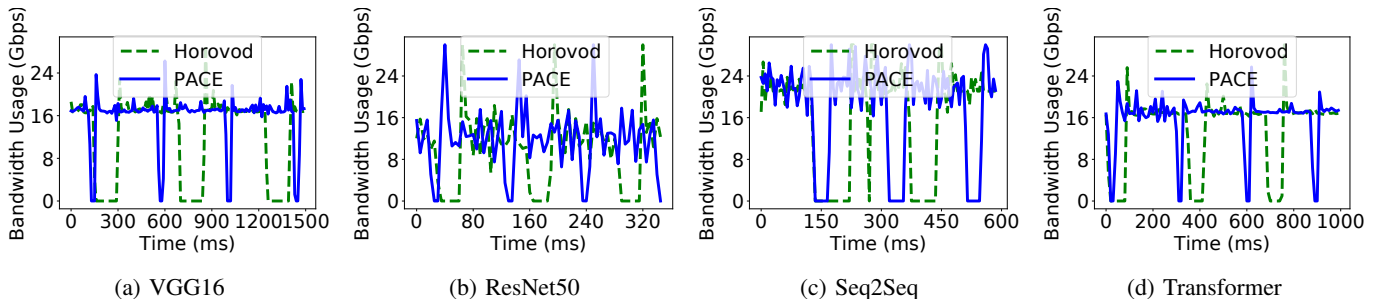 Bandwidth Usage (Gbps)
24
16
8
0
Horovod
PACE
0 300 600 900 1200 1500
Time (ms)
(a) VGG16
Bandwidth Usage (Gbps)
24
16
8
0
Horovod
PACE
0 80 160 240 320
Time (ms)
(b) ResNet50
Bandwidth Usage (Gbps)
24
16
8
0
Horovod
PACE
0 150 300 450 600
Time (ms)
(c) Seq2Seq
Bandwidth Usage (Gbps)
24
16
8
0
Horovod
PACE
0 200 400 600 800 1000
Time (ms)
(d) Transformer